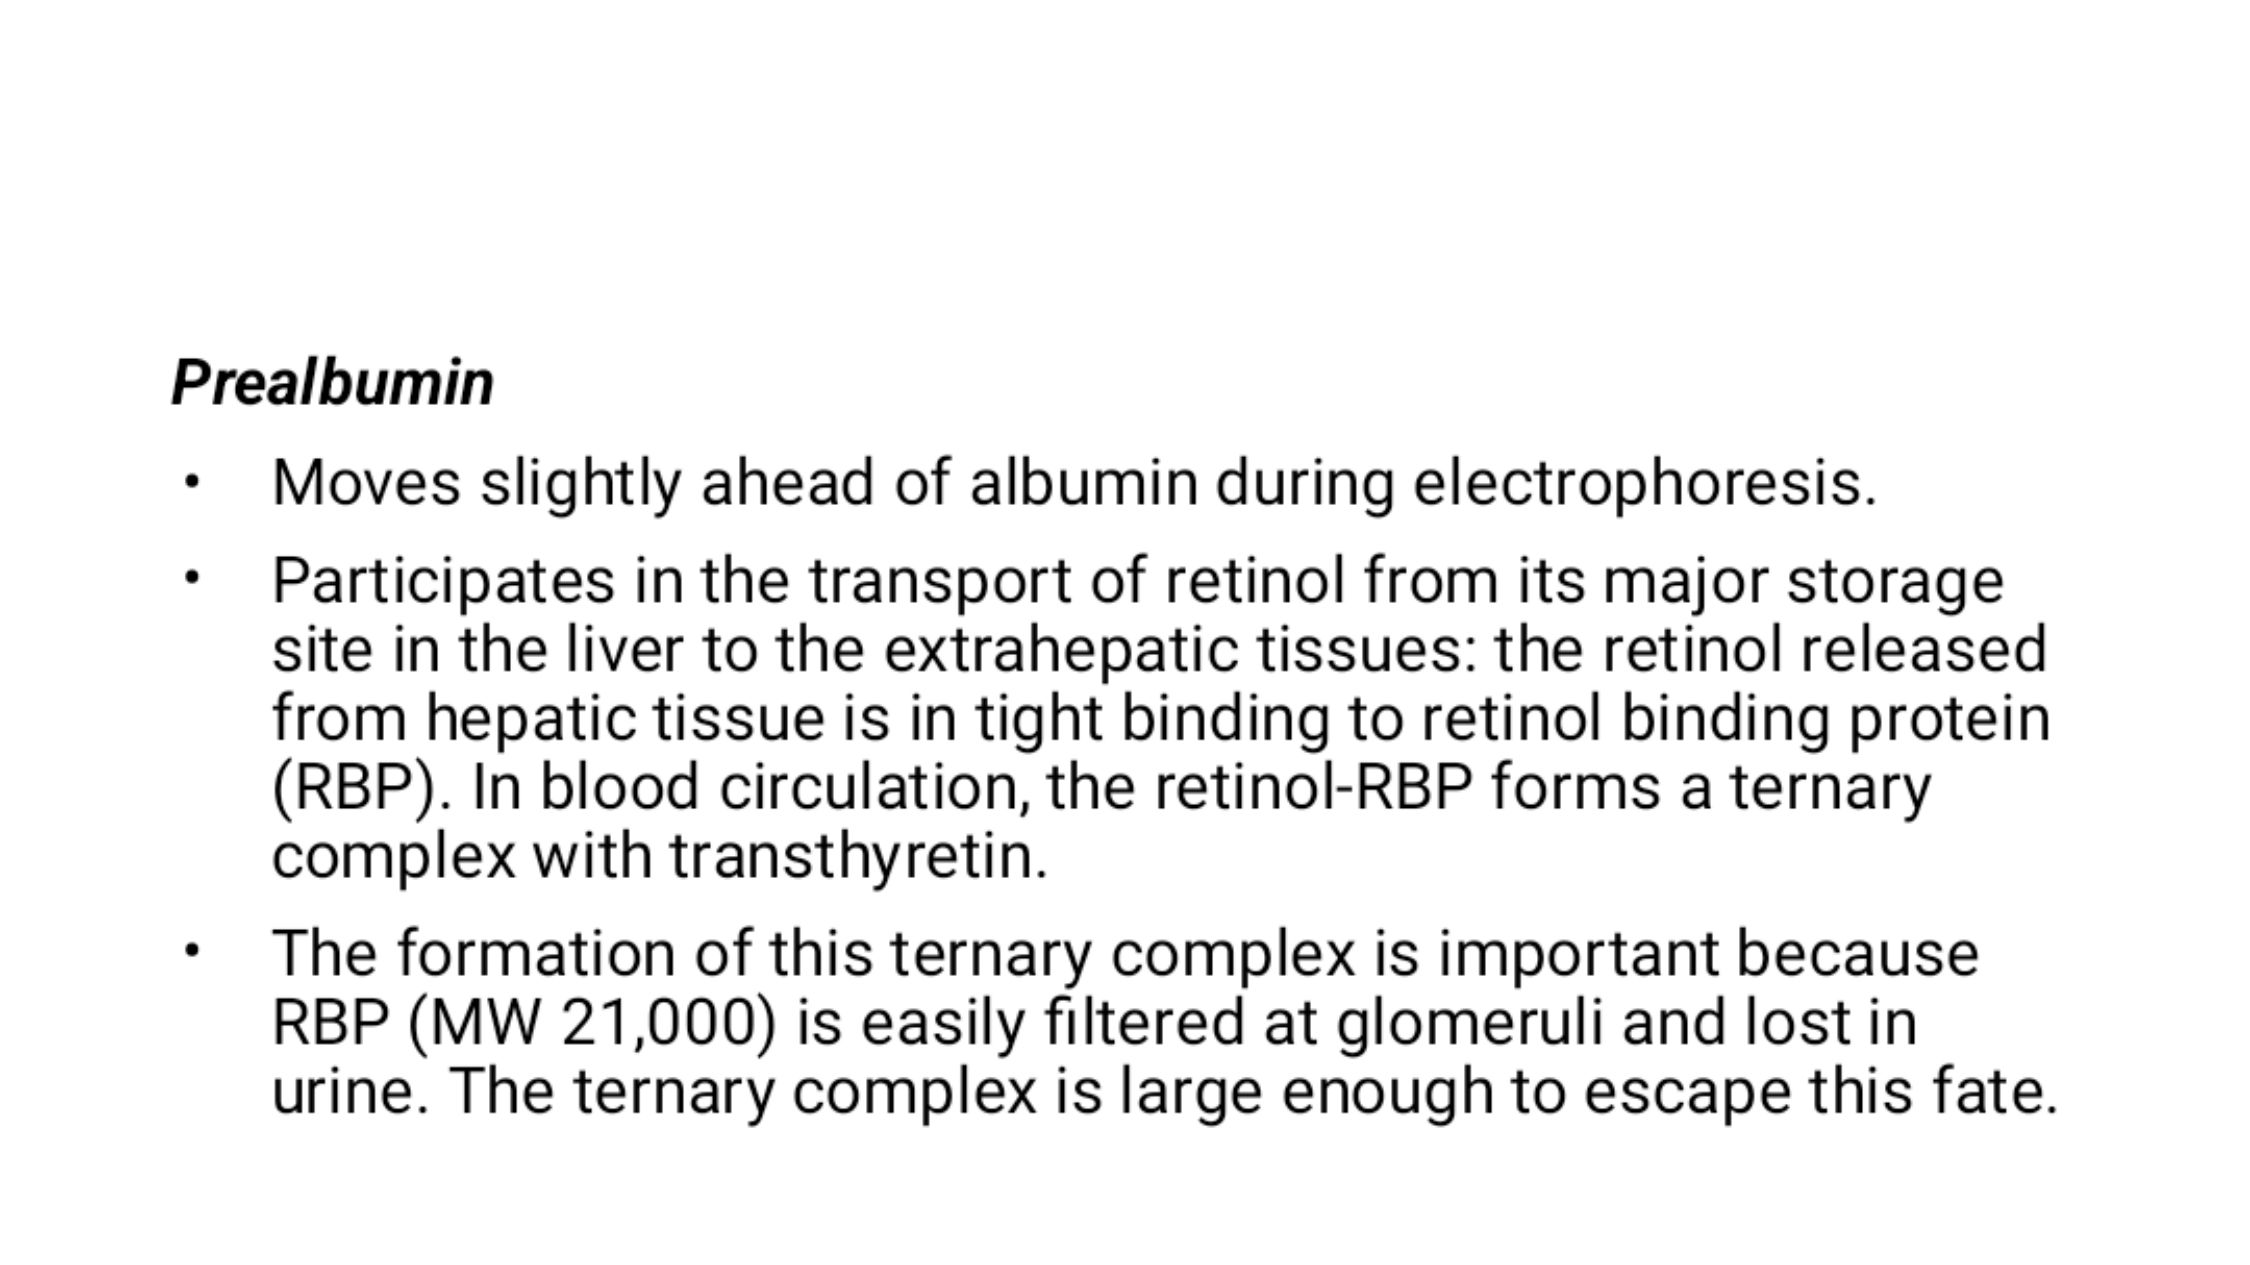 Prealbumin
• Moves slightly ahead of albumin during electrophoresis.
• Participates in the transport of retinol from its major storage
site in the liver to the extrahepatic tissues: the retinol released
from hepatic tissue is in tight binding to retinol binding protein
(RBP). In blood circulation, the retinol-RBP forms a ternary
complex with transthyretin.
• The formation of this ternary complex is important because
RBP (MW 21,000) is easily filtered at glomeruli and lost in
urine. The ternary complex is large enough to escape this fate.